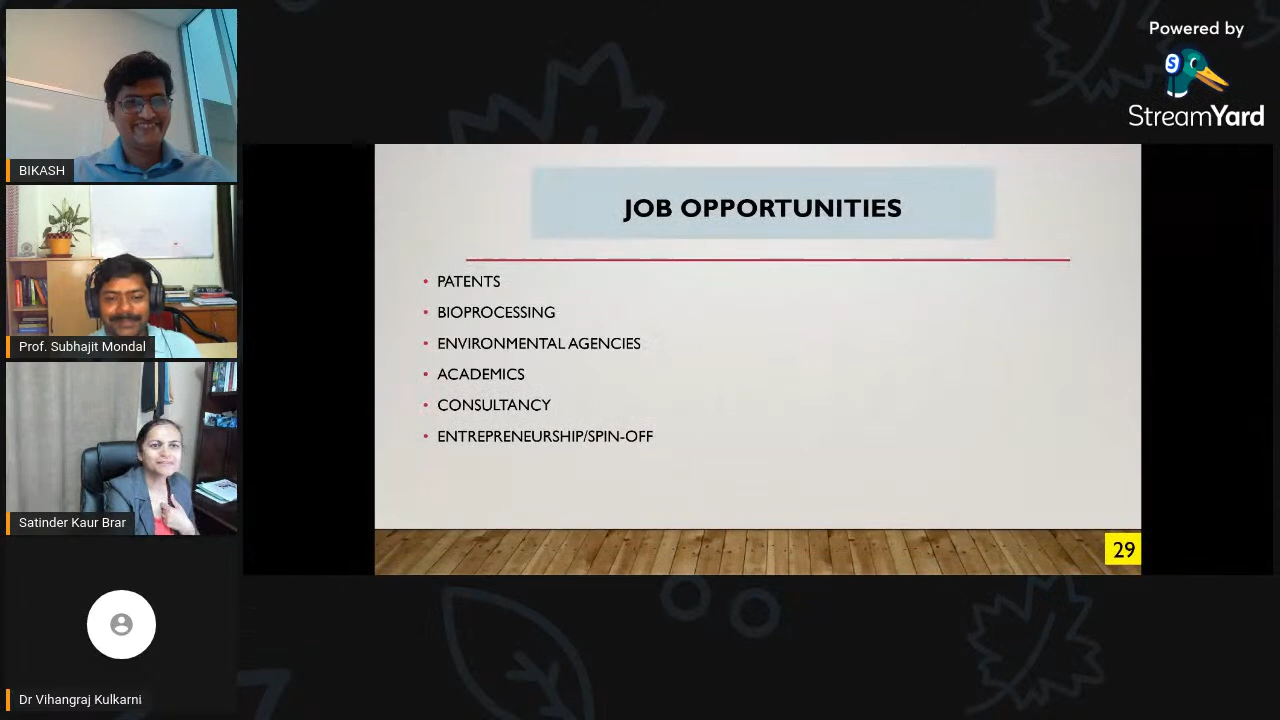 Powered by
S
StreamYard
BIKASH
Prof. Subhajit Mondal
Satinder Kaur Brar
Dr Vihangraj Kulkarni
JOB OPPORTUNITIES
• PATENTS
• BIOPROCESSING
• ENVIRONMENTAL AGENCIES
• ACADEMICS
• CONSULTANCY
• ENTREPRENEURSHIP/SPIN-OFF
29